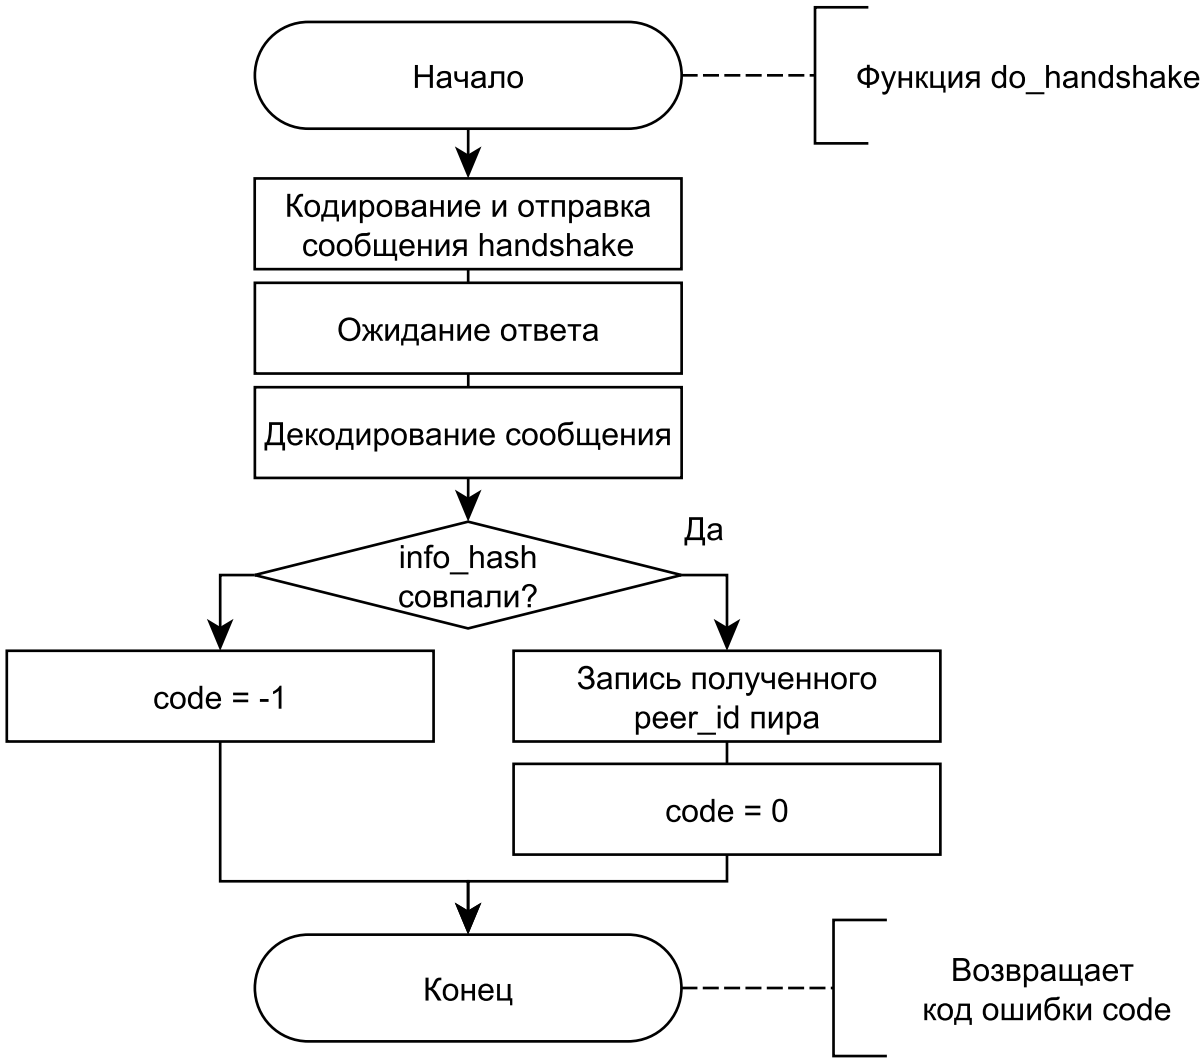 Начало
Функция do_handshake
Кодирование и отправка
сообщения handshake
Ожидание ответа
Декодирование сообщения
Да
info_hash
совпали?
code = -1
Запись полученного
peer_id пира
code = 0
Конец
Возвращает
код ошибки code